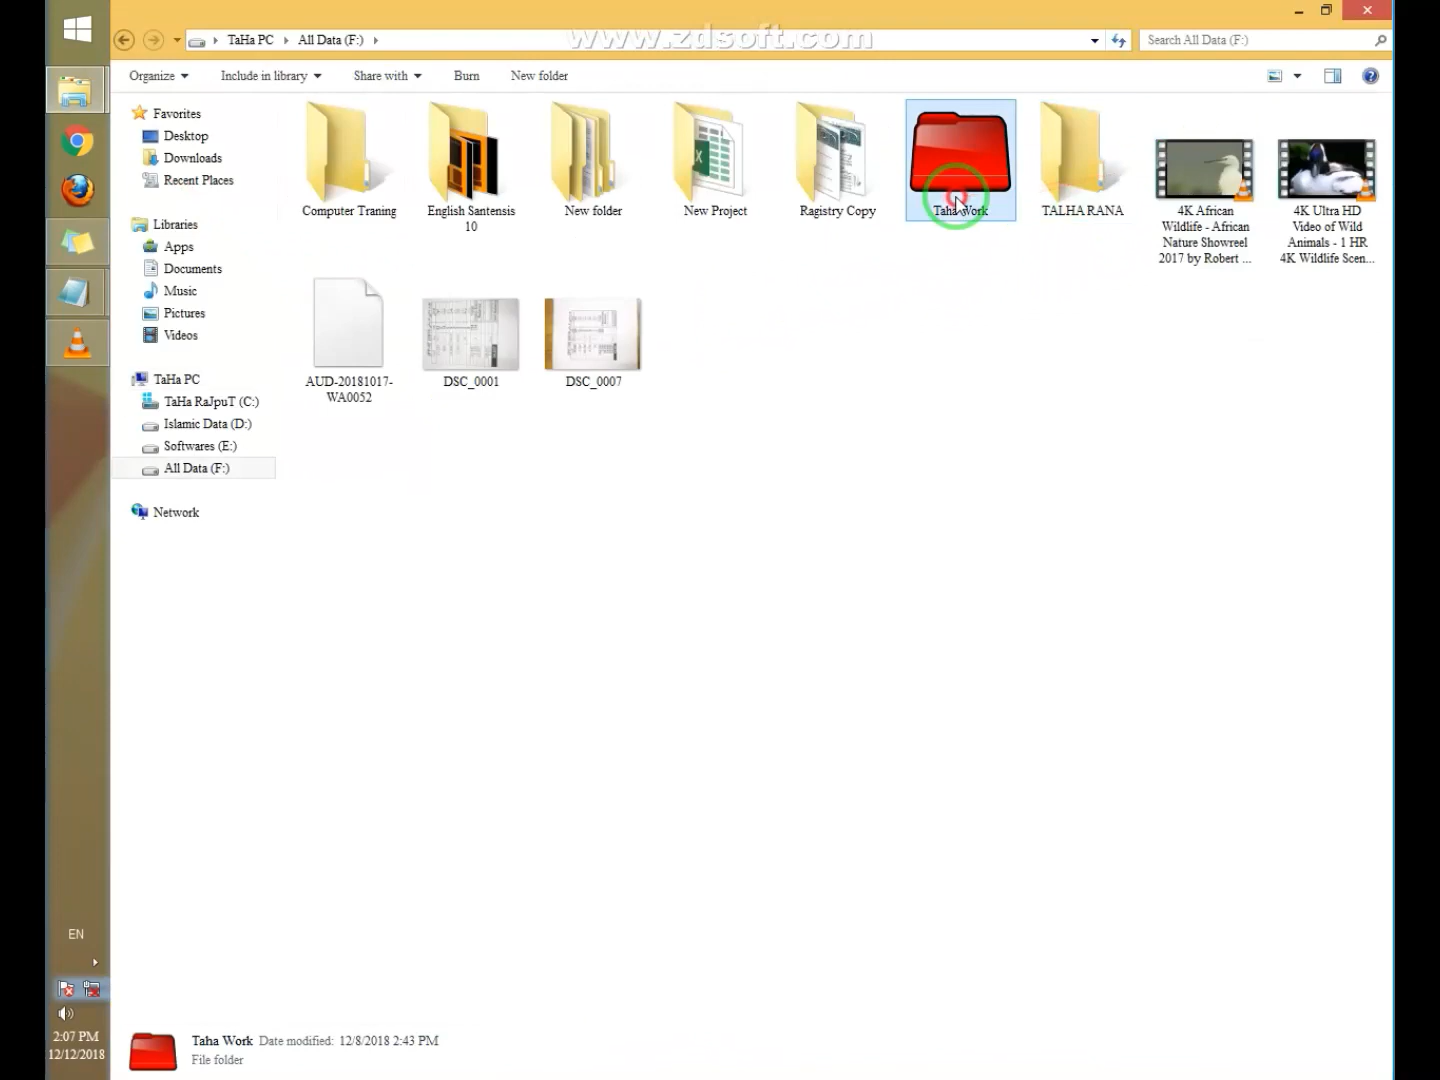 www.zdsoft.com
TaHa PC
All Data (F:)
Search All Data (F:)
Organize
Include in library
Share with
Burn
New folder
Favorites
Desktop
Downloads
Recent Places
Libraries
Apps
Documents
Music
Pictures
Videos
TaHa PC
TaHa RaJpuT (C:)
Islamic Data (D:)
Softwares (E:)
All Data (F:)
Network
Computer Traning
English Santensis
10
New folder
New Project
Ragistry Copy
Taha Work
TALHA RANA
4K African
Wildlife - African
Nature Showreel
2017 by Robert ...
4K Ultra HD
Video of Wild
Animals - 1 HR
4K Wildlife Scen...
AUD-20181017-
WA0052
DSC_0001
DSC_0007
EN
2:07 PM
12/12/2018
Taha Work Date modified: 12/8/2018 2:43 PM
File folder